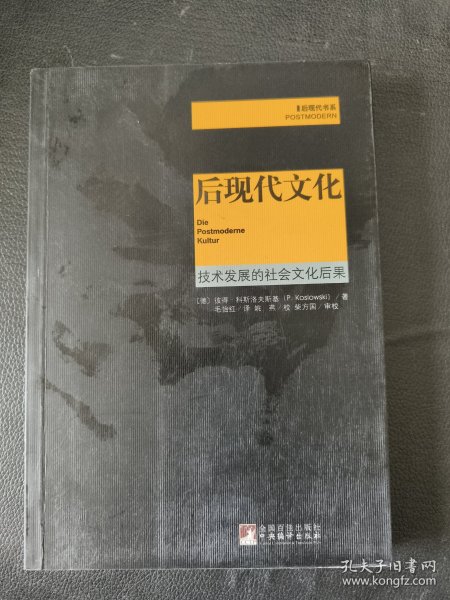 后现代书系
POSTMODERN
后现代文化
Die
Postmoderne
Kultur
技术发展的社会文化后果
〔德〕彼得·科斯洛夫斯基（P. Koslowski）／著
毛怡红／译 姚 燕／校 柴方国／审校
全国百佳出版社
中央编译出版社
孔夫子旧书网
www.kongfz.com